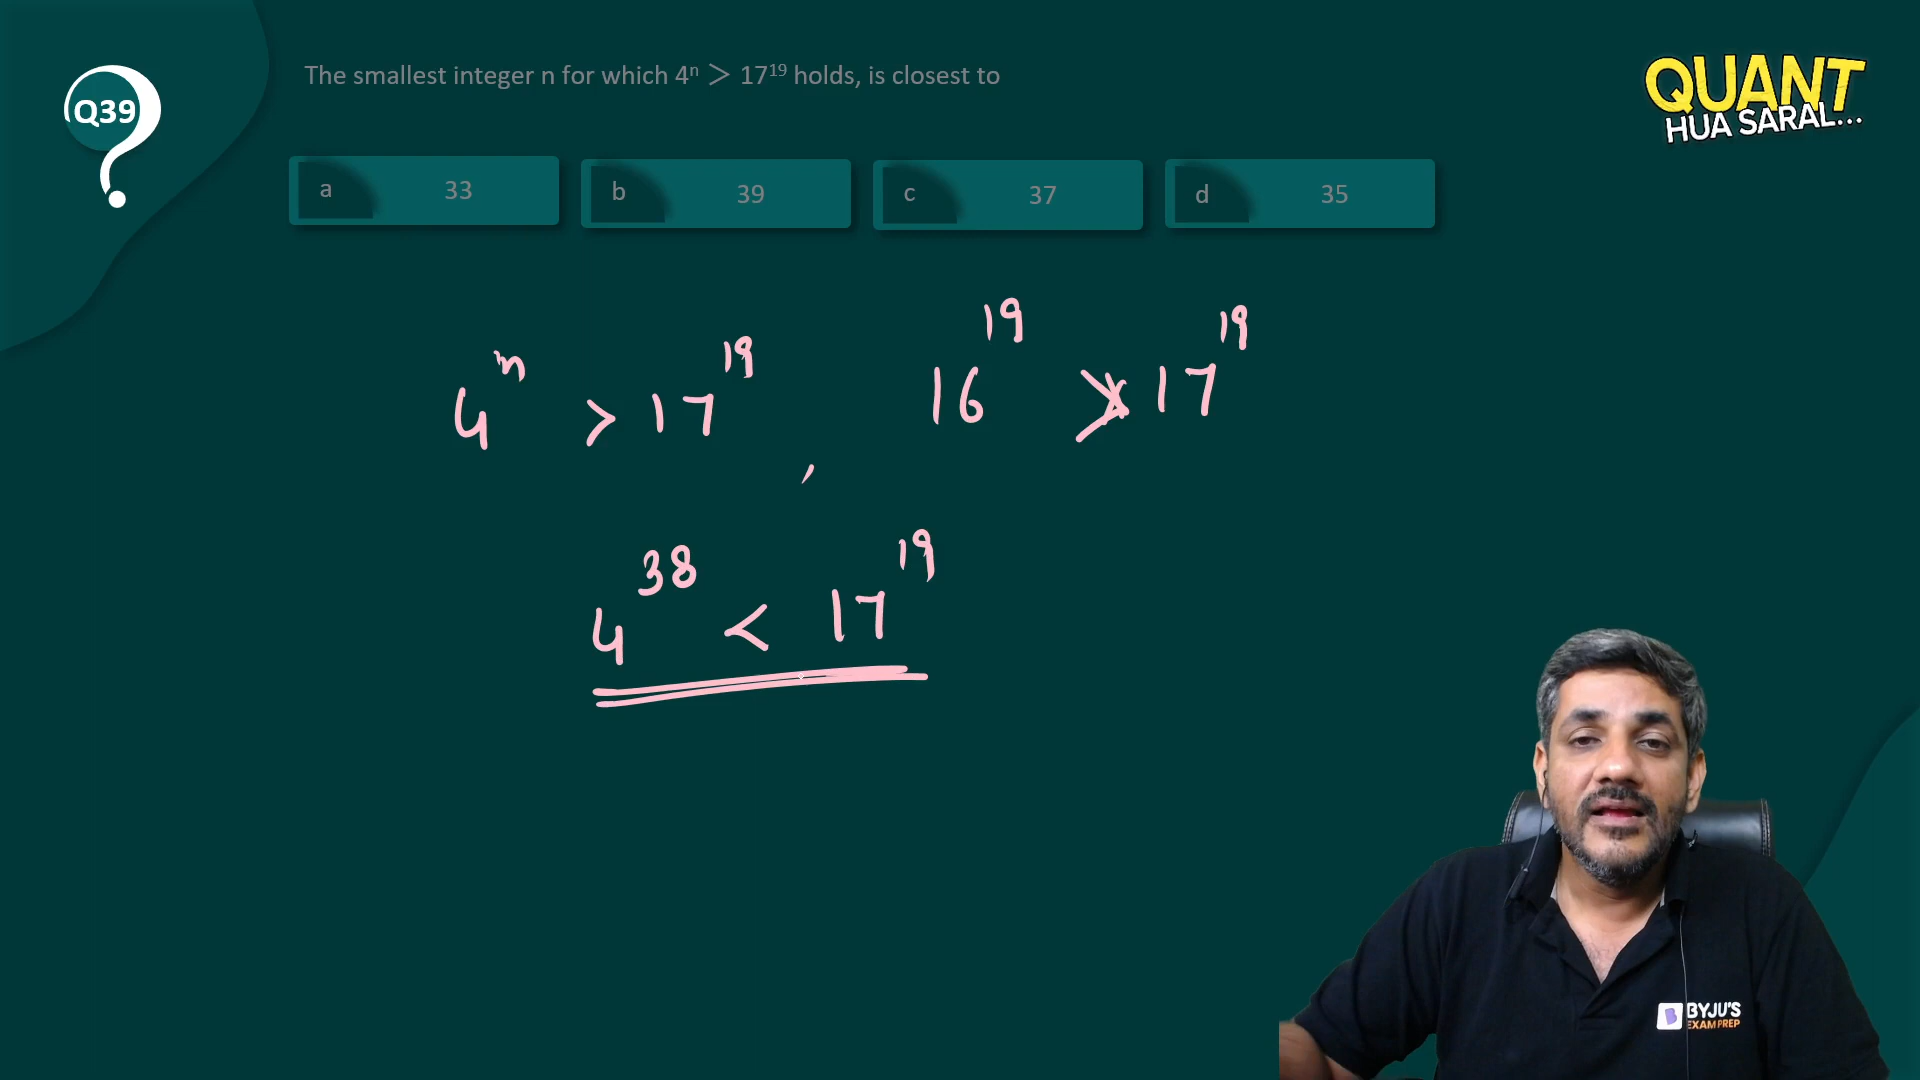 Q39
The smallest integer n for which 4ⁿ > 17¹⁹ holds, is closest to
QUANT
HUA SARAL...
a 33 b 39 c 37 d 35
4ⁿ > 17¹⁹ , 16¹⁹ > 17¹⁹
4³⁸ < 17¹⁹
BYJU'S
EXAM PREP